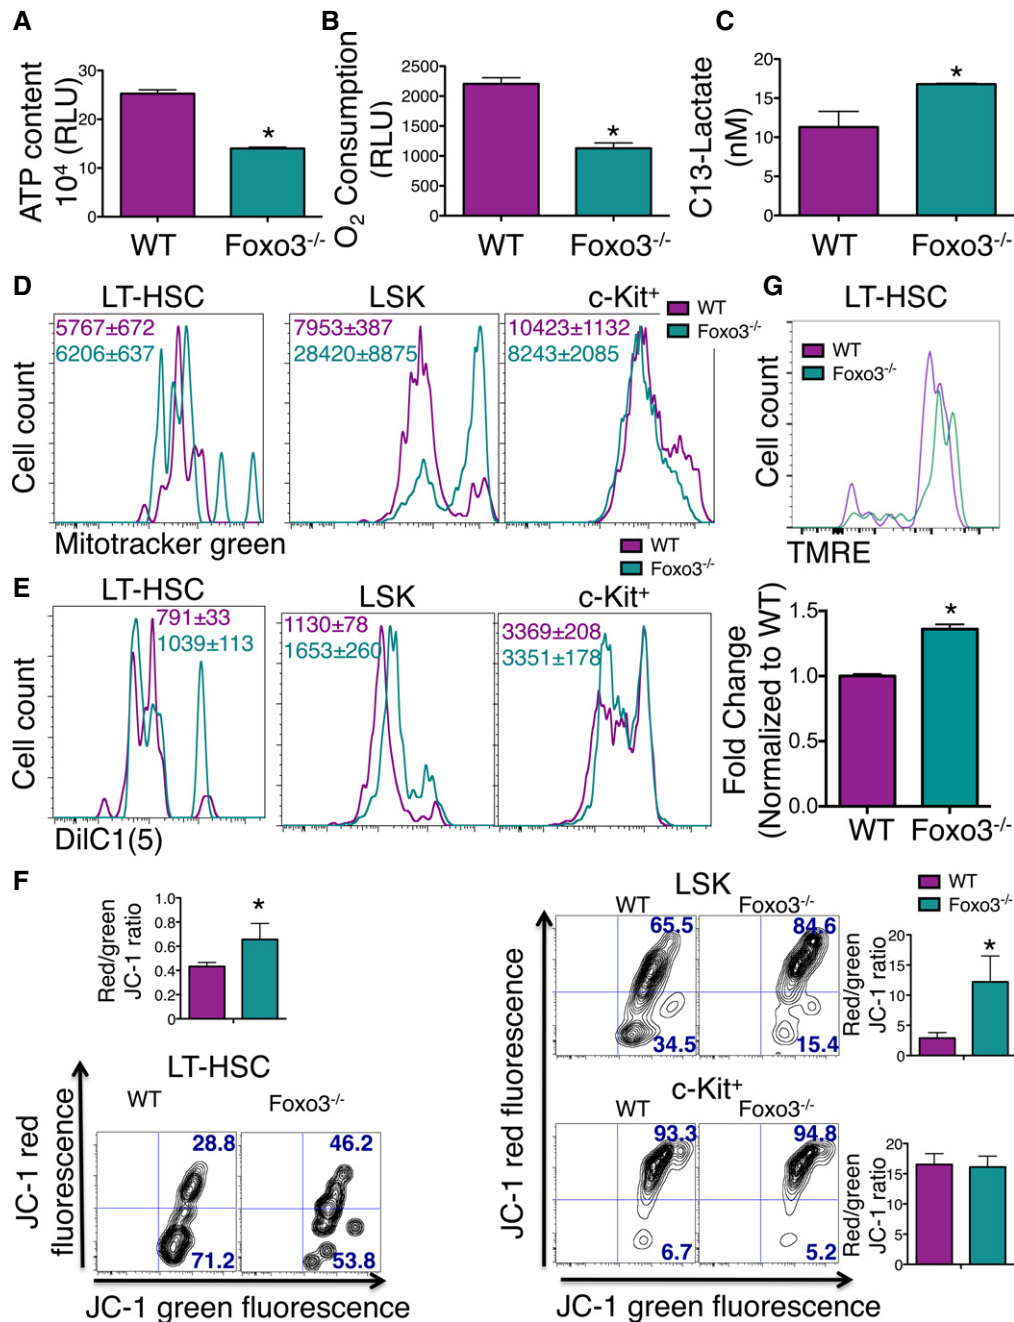 A
ATP content
10⁴ (RLU)
30
20
10
0
*
WT
Foxo3⁻/⁻
B
O₂ Consumption
(RLU)
2500
2000
1500
1000
500
0
*
WT
Foxo3⁻/⁻
C
C13-Lactate
(nM)
20
15
10
5
0
*
WT
Foxo3⁻/⁻
D
LT-HSC
LSK
c-Kit⁺
WT
Foxo3⁻/⁻
Cell count
5767±672
6206±637
7953±387
28420±8875
10423±1132
8243±2085
Mitotracker green
WT
Foxo3⁻/⁻
E
LT-HSC
LSK
c-Kit⁺
Cell count
791±33
1039±113
1130±78
1653±260
3369±208
3351±178
DilC1(5)
G
LT-HSC
WT
Foxo3⁻/⁻
Cell count
TMRE
Fold Change
(Normalized to WT)
1.5
1.0
0.5
0.0
*
WT
Foxo3⁻/⁻
F
Red/green
JC-1 ratio
1.0
0.8
0.6
0.4
0.2
0
*
LT-HSC
WT
Foxo3⁻/⁻
JC-1 red
fluorescence
28.8
71.2
46.2
53.8
JC-1 green fluorescence
LSK
WT
Foxo3⁻/⁻
WT
Foxo3⁻/⁻
JC-1 red fluorescence
65.5
34.5
84.6
15.4
Red/green
JC-1 ratio
20
15
10
5
0
*
c-Kit⁺
WT
Foxo3⁻/⁻
93.3
6.7
94.8
5.2
Red/green
JC-1 ratio
20
15
10
5
0
JC-1 green fluorescence